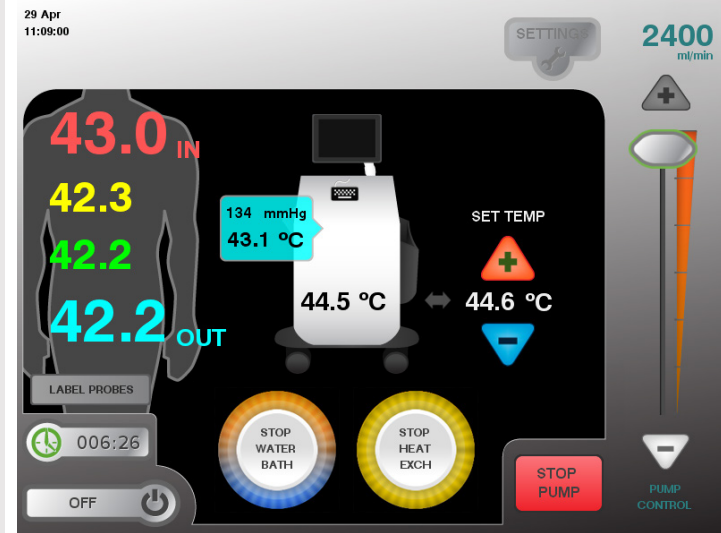 29 Apr
11:09:00
SETTINGS
2400
ml/min
43.0 IN
42.3
42.2
42.2 OUT
LABEL PROBES
134 mmHg
43.1 ºC
44.5 ºC
SET TEMP
44.6 ºC
006:26
OFF
STOP
WATER
BATH
STOP
HEAT
EXCH
STOP
PUMP
PUMP
CONTROL